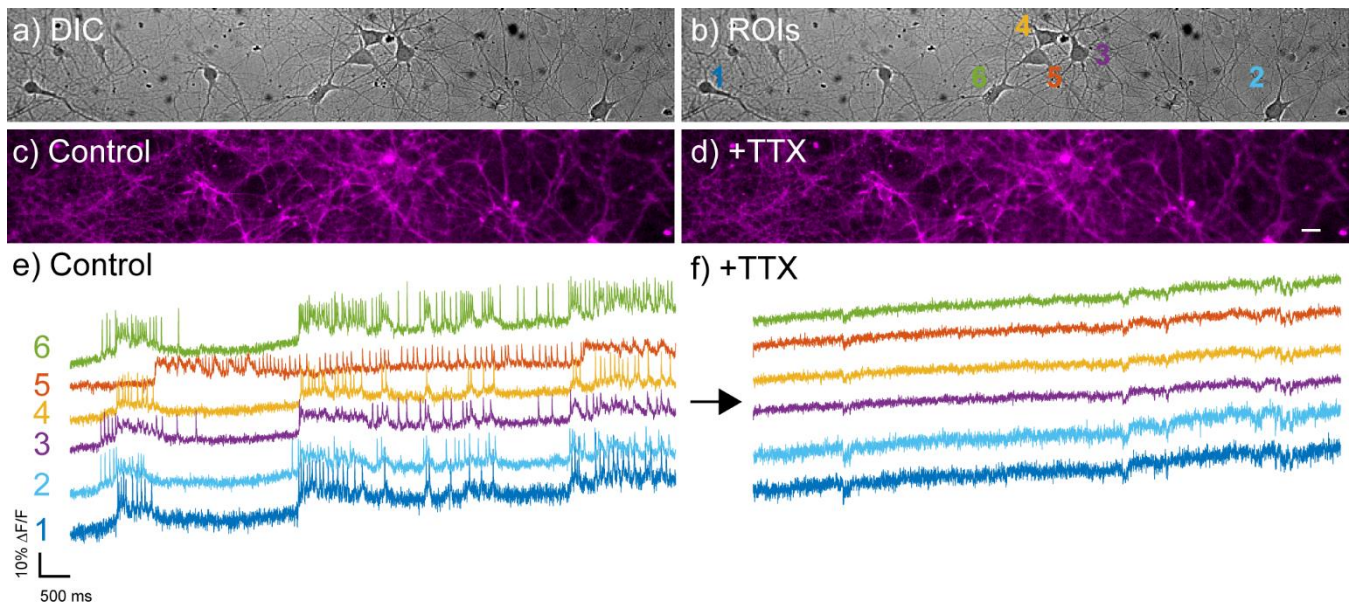 a) DIC
b) ROIs
4
3
1
6
5
2
c) Control
d) +TTX
e) Control
f) +TTX
6
5
4
3
2
1
10% ΔF/F
500 ms